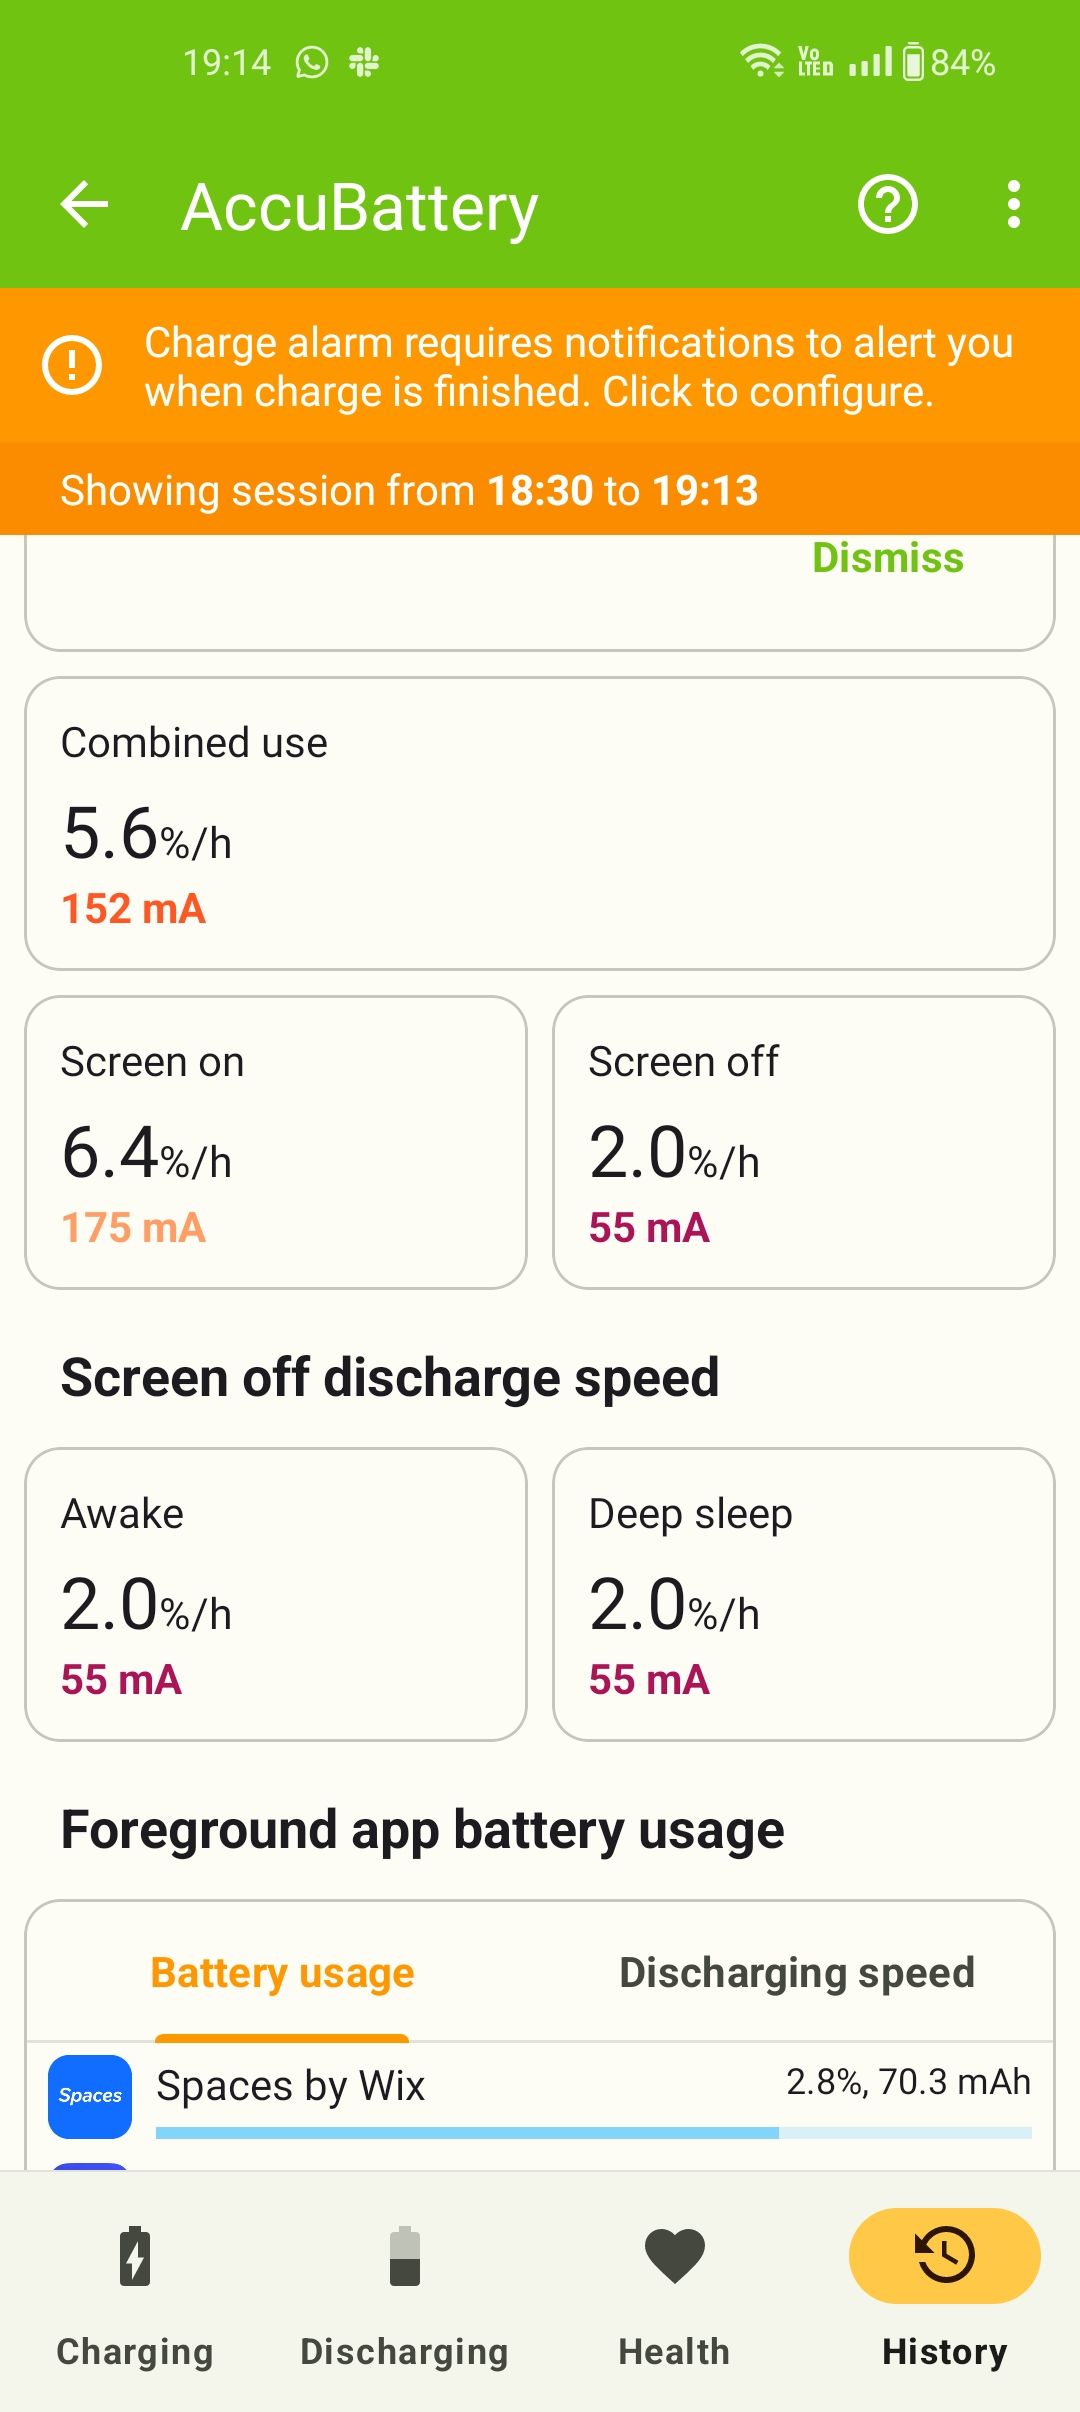 19:14
Vo LTED
84%
AccuBattery
Charge alarm requires notifications to alert you
when charge is finished. Click to configure.
Showing session from 18:30 to 19:13
Dismiss
Combined use
5.6%/h
152 mA
Screen on
6.4%/h
175 mA
Screen off
2.0%/h
55 mA
Screen off discharge speed
Awake
2.0%/h
55 mA
Deep sleep
2.0%/h
55 mA
Foreground app battery usage
Battery usage
Discharging speed
Spaces
Spaces by Wix
2.8%, 70.3 mAh
Charging
Discharging
Health
History